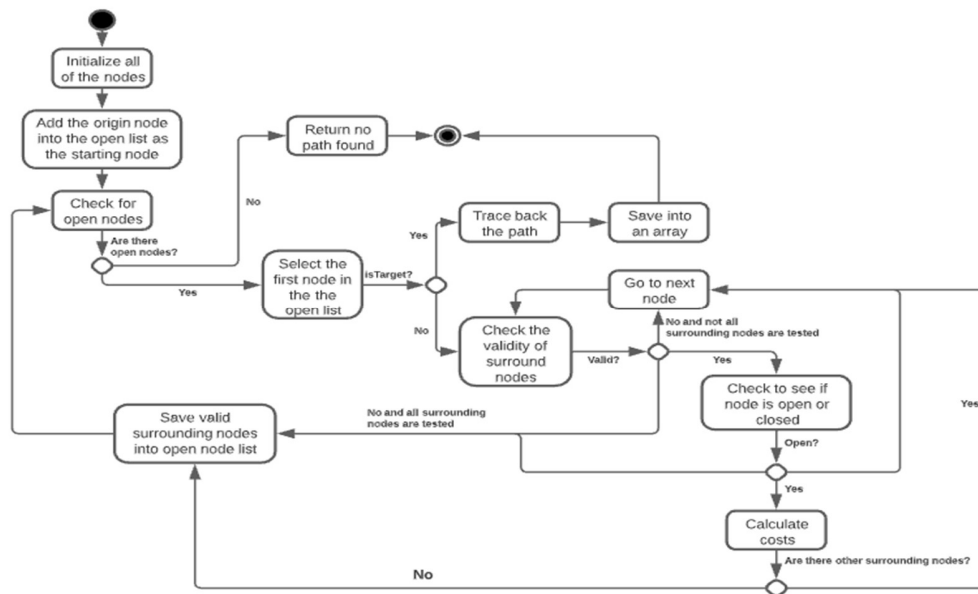 Initialize all
of the nodes
Add the origin node
into the open list as
the starting node
Return no
path found
Check for
open nodes
No
Are there
open nodes?
Yes
Select the
first node in
the the
open list
isTarget?
Yes
Trace back
the path
Save into
an array
No
Go to next
node
Check the
validity of
surround
nodes
Valid?
No and not all
surrounding nodes are tested
Yes
Check to see if
node is open or
closed
Yes
Save valid
surrounding nodes
into open node list
No and all surrounding
nodes are tested
Open?
Yes
Calculate
costs
Are there other surrounding nodes?
No